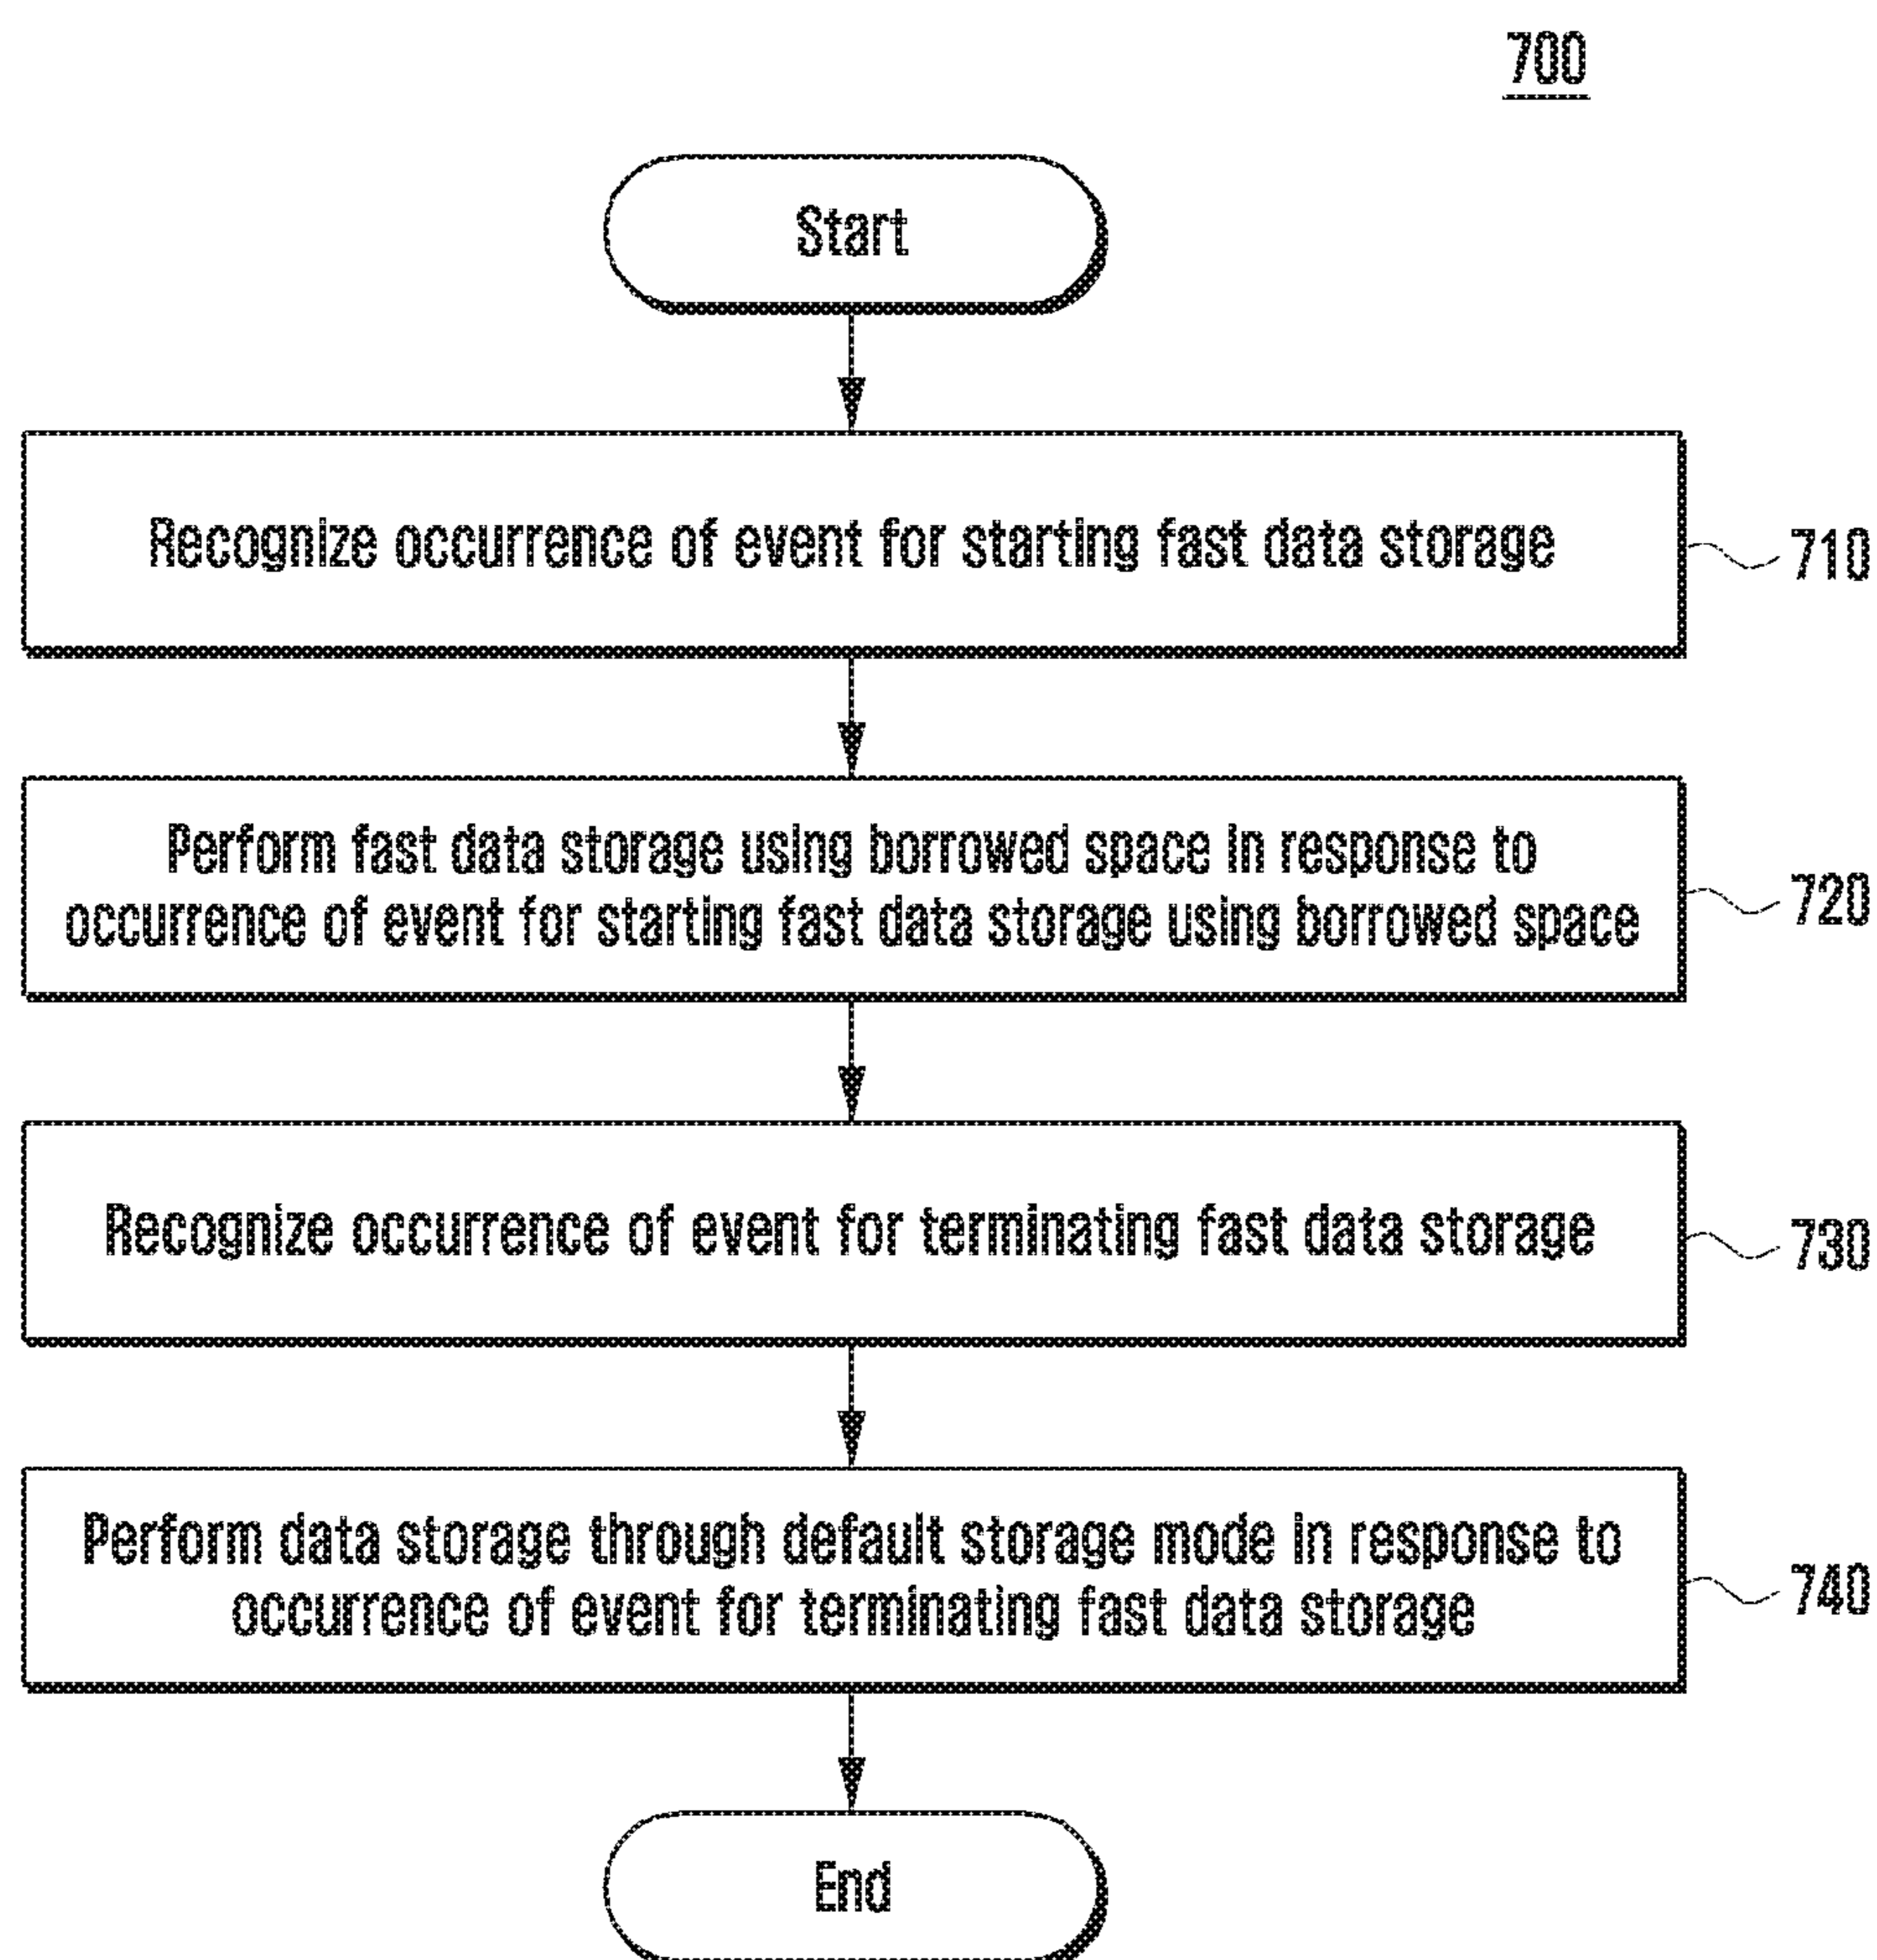 700
Start
Recognize occurrence of event for starting fast data storage
710
Perform fast data storage using borrowed space in response to
occurrence of event for starting fast data storage using borrowed space
720
Recognize occurrence of event for terminating fast data storage
730
Perform data storage through default storage mode in response to
occurrence of event for terminating fast data storage
740
End